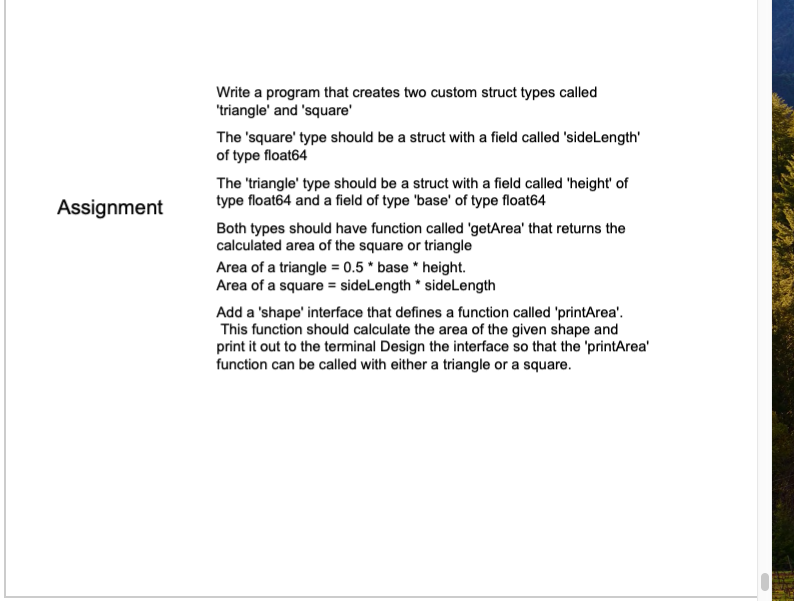 Assignment
Write a program that creates two custom struct types called
'triangle' and 'square'
The 'square' type should be a struct with a field called 'sideLength'
of type float64
The 'triangle' type should be a struct with a field called 'height' of
type float64 and a field of type 'base' of type float64
Both types should have function called 'getArea' that returns the
calculated area of the square or triangle
Area of a triangle = 0.5 * base * height.
Area of a square = sideLength * sideLength
Add a 'shape' interface that defines a function called 'printArea'.
This function should calculate the area of the given shape and
print it out to the terminal Design the interface so that the 'printArea'
function can be called with either a triangle or a square.